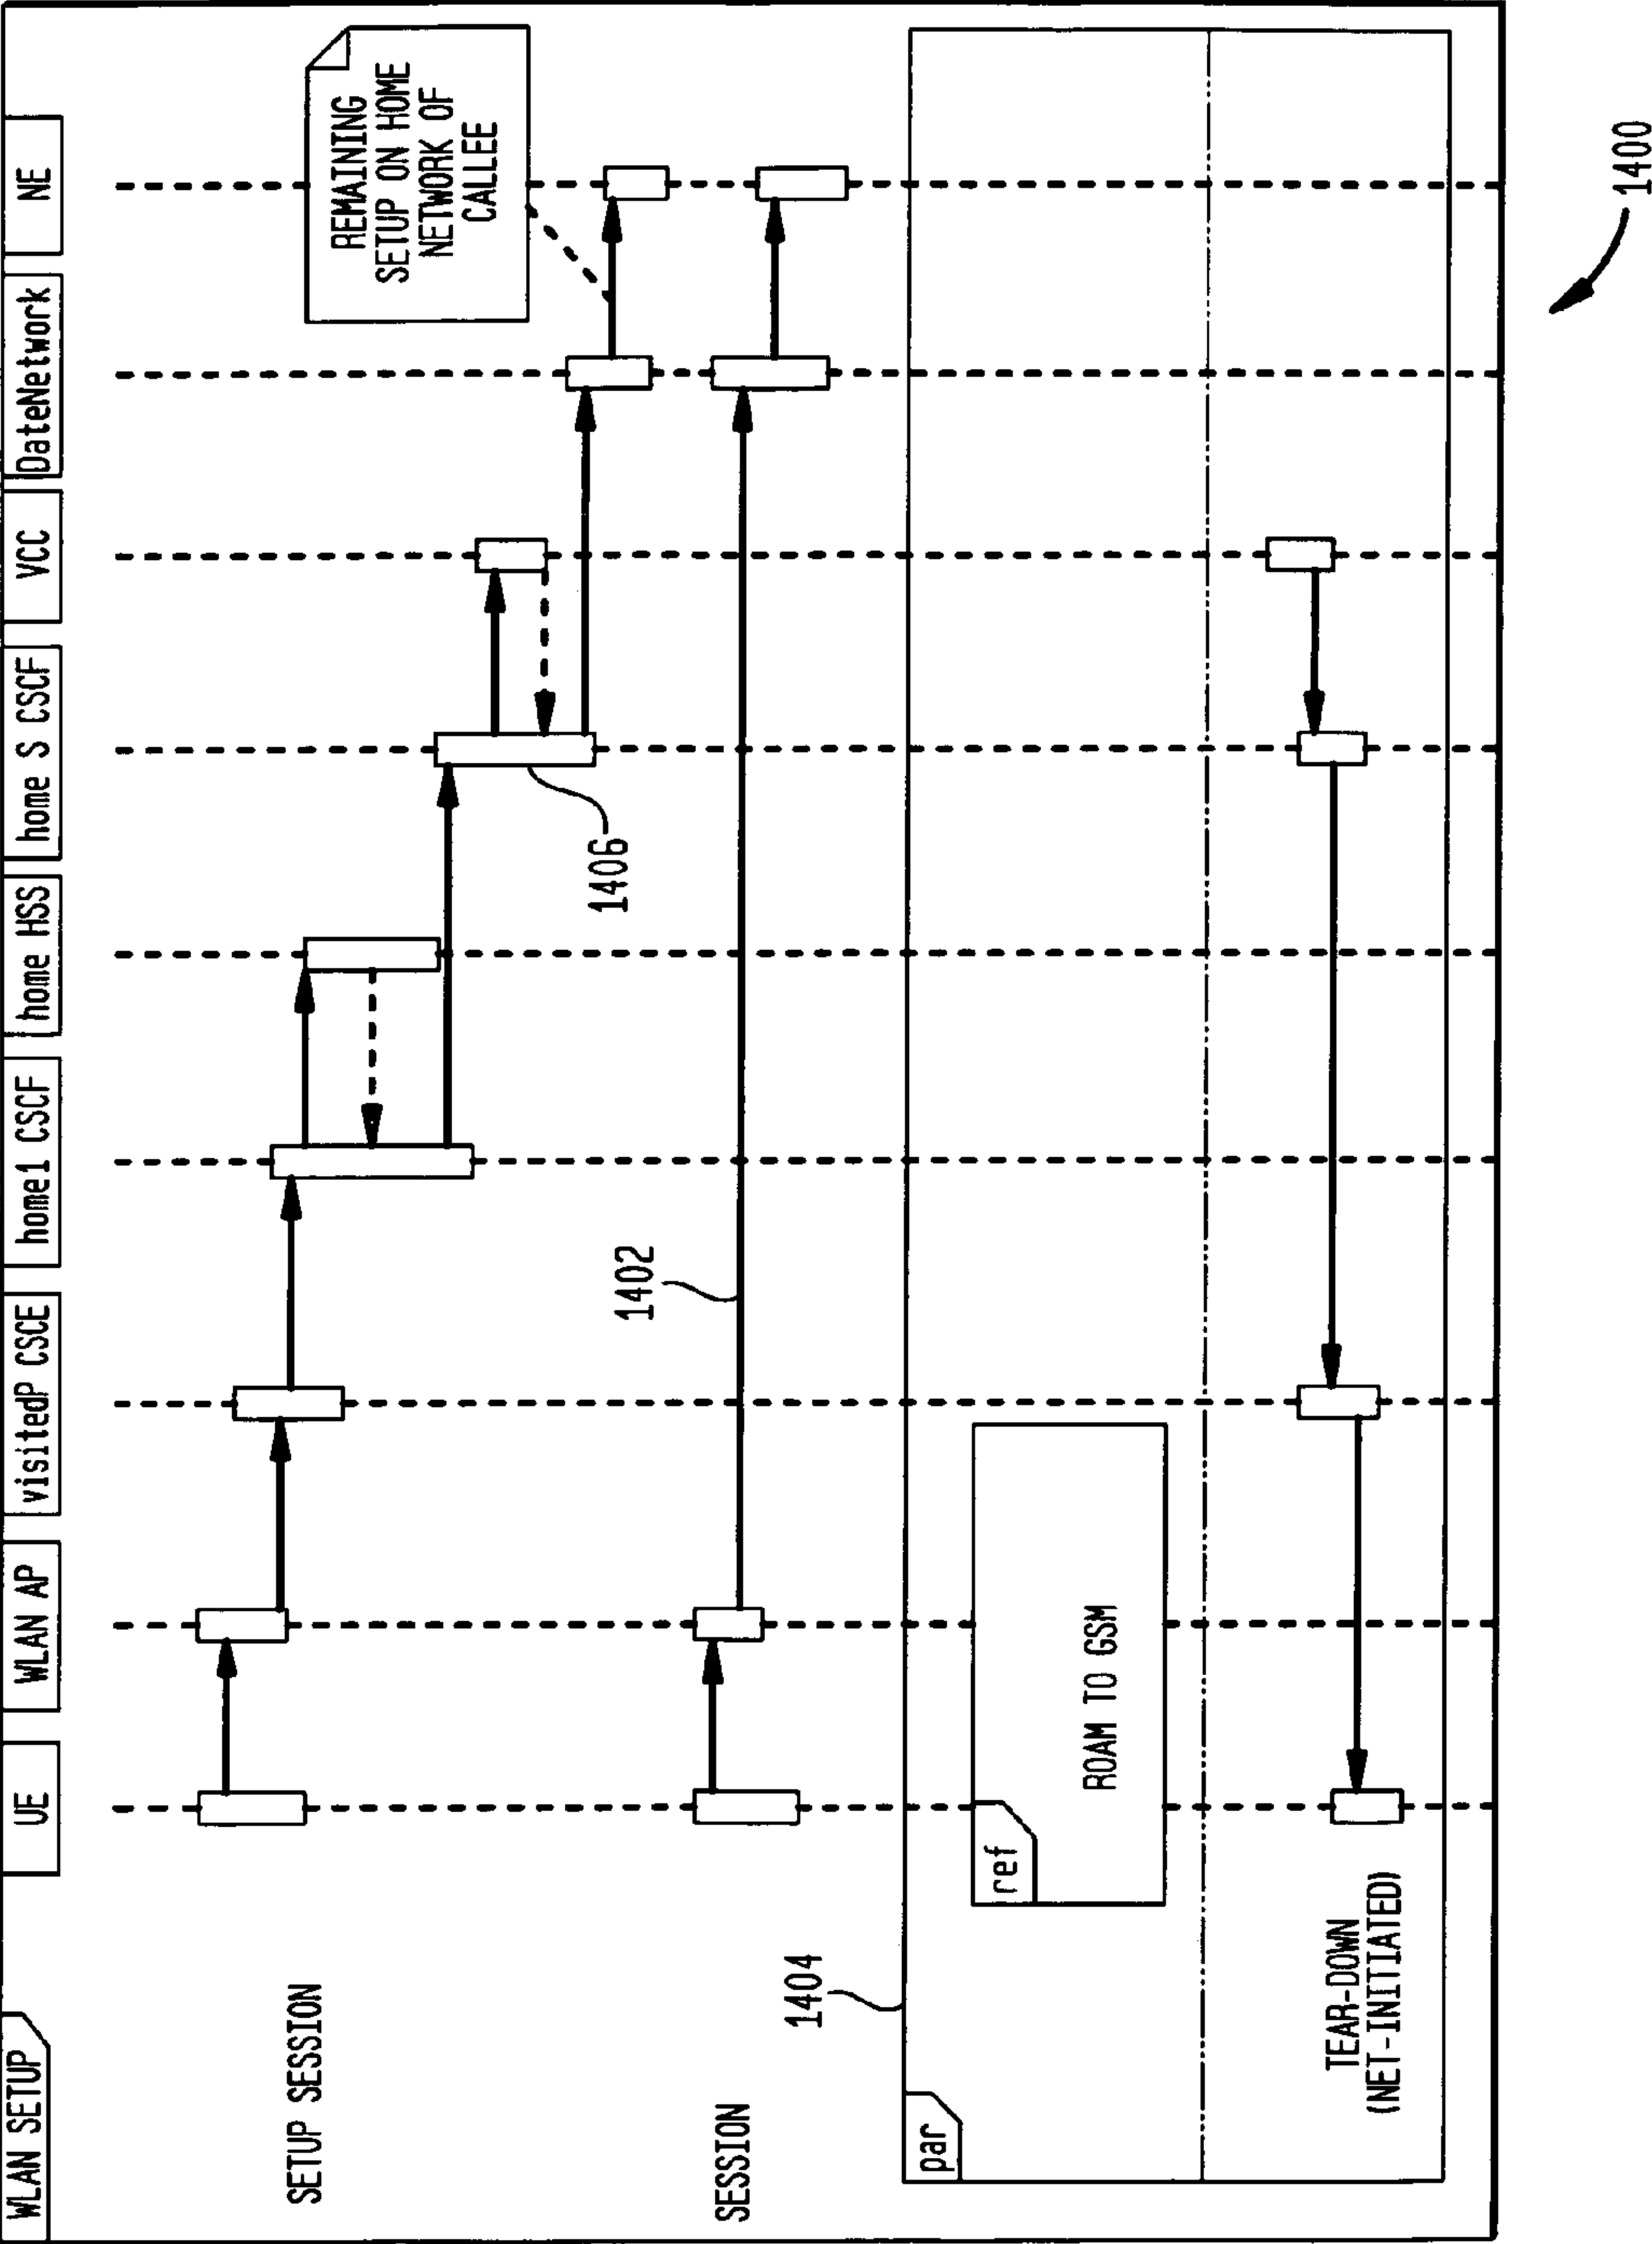 WLAN SETUP
UE
WLAN AP
visitedP CSCE
home1 CSCF
home HSS
home S CSCF
VCC
DateNetwork
NE
SETUP SESSION
REMAINING
SETUP ON HOME
NETWORK OF
CALLEE
1406
SESSION
1402
1404
par
ref
ROAM TO GSM
TEAR-DOWN
(NET-INITIATED)
1400